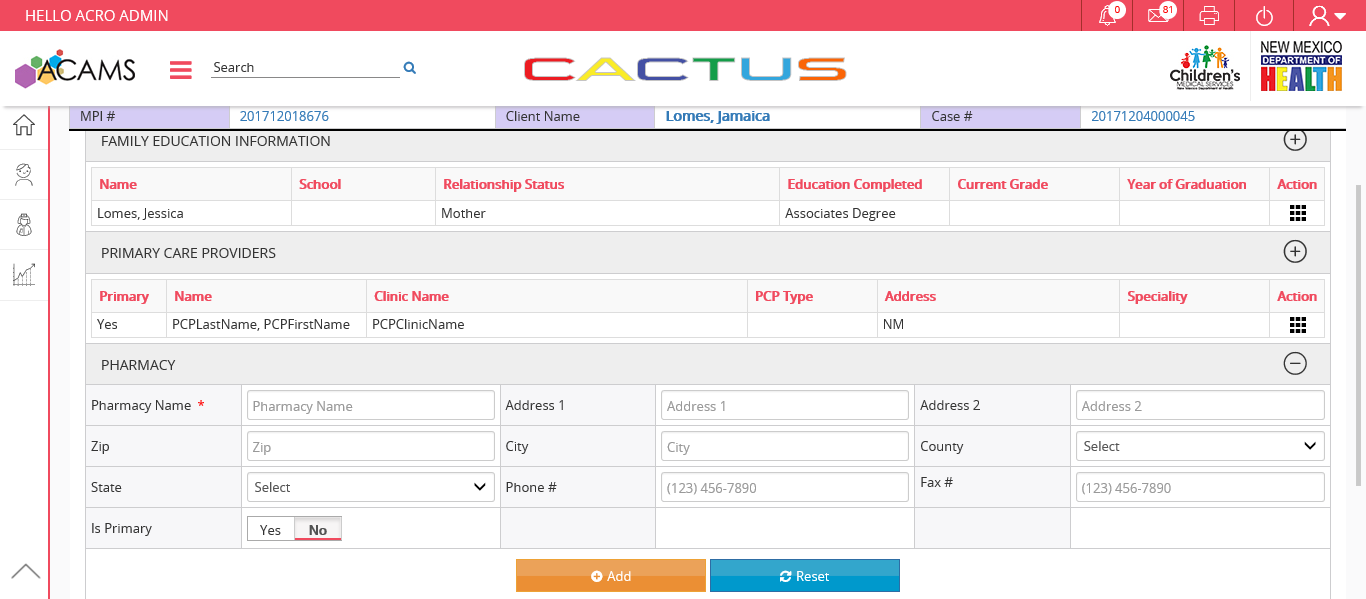 HELLO ACRO ADMIN 0 81
ACAMS Search CACTUS Children's MEDICAL SERVICES New Mexico Department of Health NEW MEXICO DEPARTMENT OF HEALTH
MPI # 201712018676 Client Name Lomes, Jamaica Case # 20171204000045
FAMILY EDUCATION INFORMATION
Name School Relationship Status Education Completed Current Grade Year of Graduation Action
Lomes, Jessica Mother Associates Degree
PRIMARY CARE PROVIDERS
Primary Name Clinic Name PCP Type Address Speciality Action
Yes PCPLastName, PCPFirstName PCPClinicName NM
PHARMACY
Pharmacy Name * Pharmacy Name Address 1 Address 1 Address 2 Address 2
Zip Zip City City County Select
State Select Phone # (123) 456-7890 Fax # (123) 456-7890
Is Primary Yes No
Add Reset